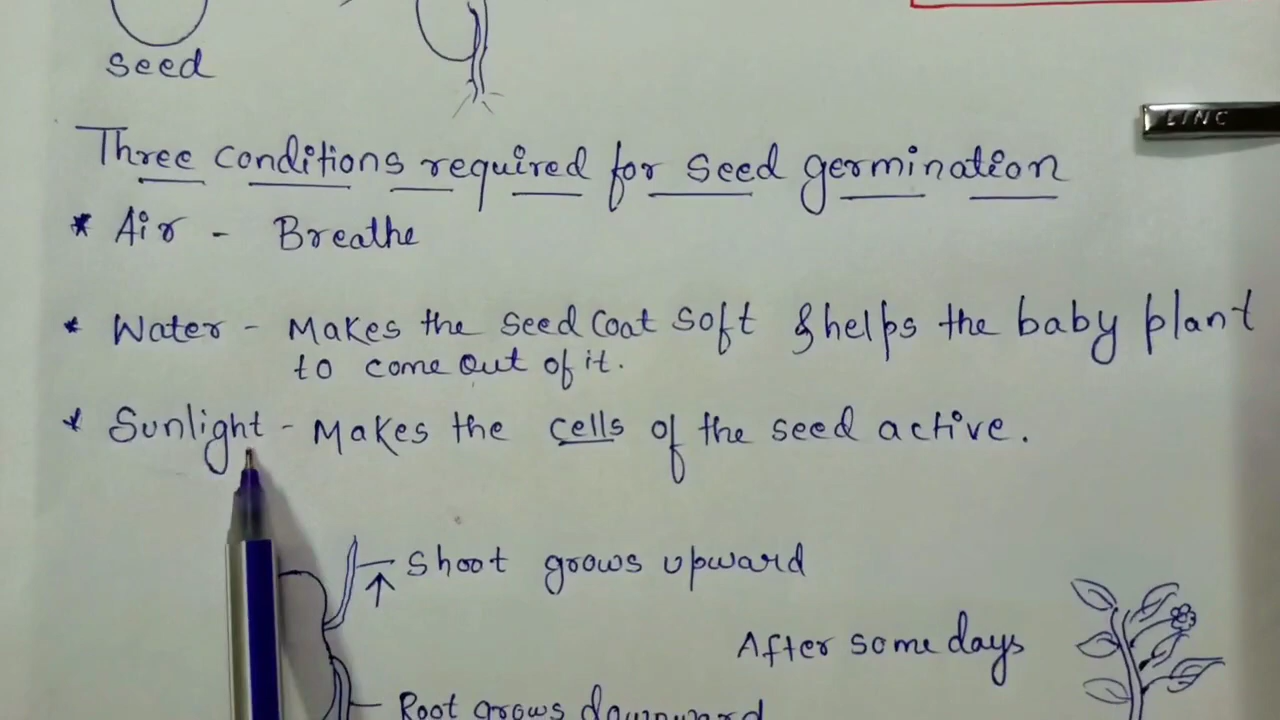 seed
Three conditions required for seed germination
* Air - Breathe
* Water - Makes the seed coat soft & helps the baby plant
to come out of it.
* Sunlight - Makes the cells of the seed active.
Shoot grows upward
After some days
Root grows downward
LINC